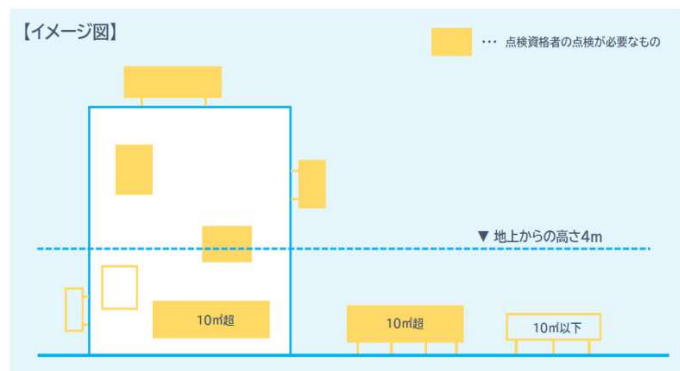 【イメージ図】
… 点検資格者の点検が必要なもの
▼ 地上からの高さ4m
10㎡超
10㎡超
10㎡以下